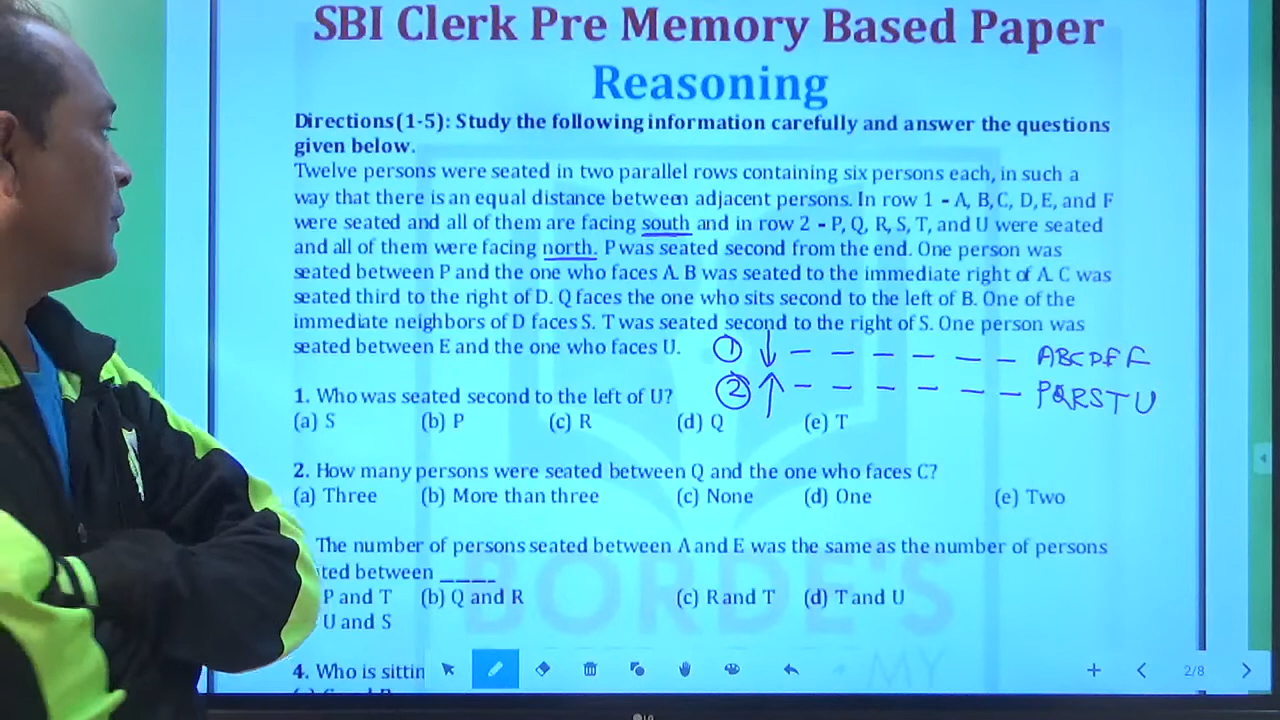 SBI Clerk Pre Memory Based Paper
Reasoning
Directions(1-5): Study the following information carefully and answer the questions
given below.
Twelve persons were seated in two parallel rows containing six persons each, in such a
way that there is an equal distance between adjacent persons. In row 1 - A, B, C, D, E, and F
were seated and all of them are facing south and in row 2 - P, Q, R, S, T, and U were seated
and all of them were facing north. P was seated second from the end. One person was
seated between P and the one who faces A. B was seated to the immediate right of A. C was
seated third to the right of D. Q faces the one who sits second to the left of B. One of the
immediate neighbors of D faces S. T was seated second to the right of S. One person was
seated between E and the one who faces U.
① ↓ – – – – – – ABCDEF
② ↑ – – – – – – PQRSTU
1. Who was seated second to the left of U?
(a) S (b) P (c) R (d) Q (e) T
2. How many persons were seated between Q and the one who faces C?
(a) Three (b) More than three (c) None (d) One (e) Two
The number of persons seated between A and E was the same as the number of persons
ted between ____
P and T (b) Q and R (c) R and T (d) T and U
U and S
4. Who is sittin
BORDE'S
MY
2/8
LG